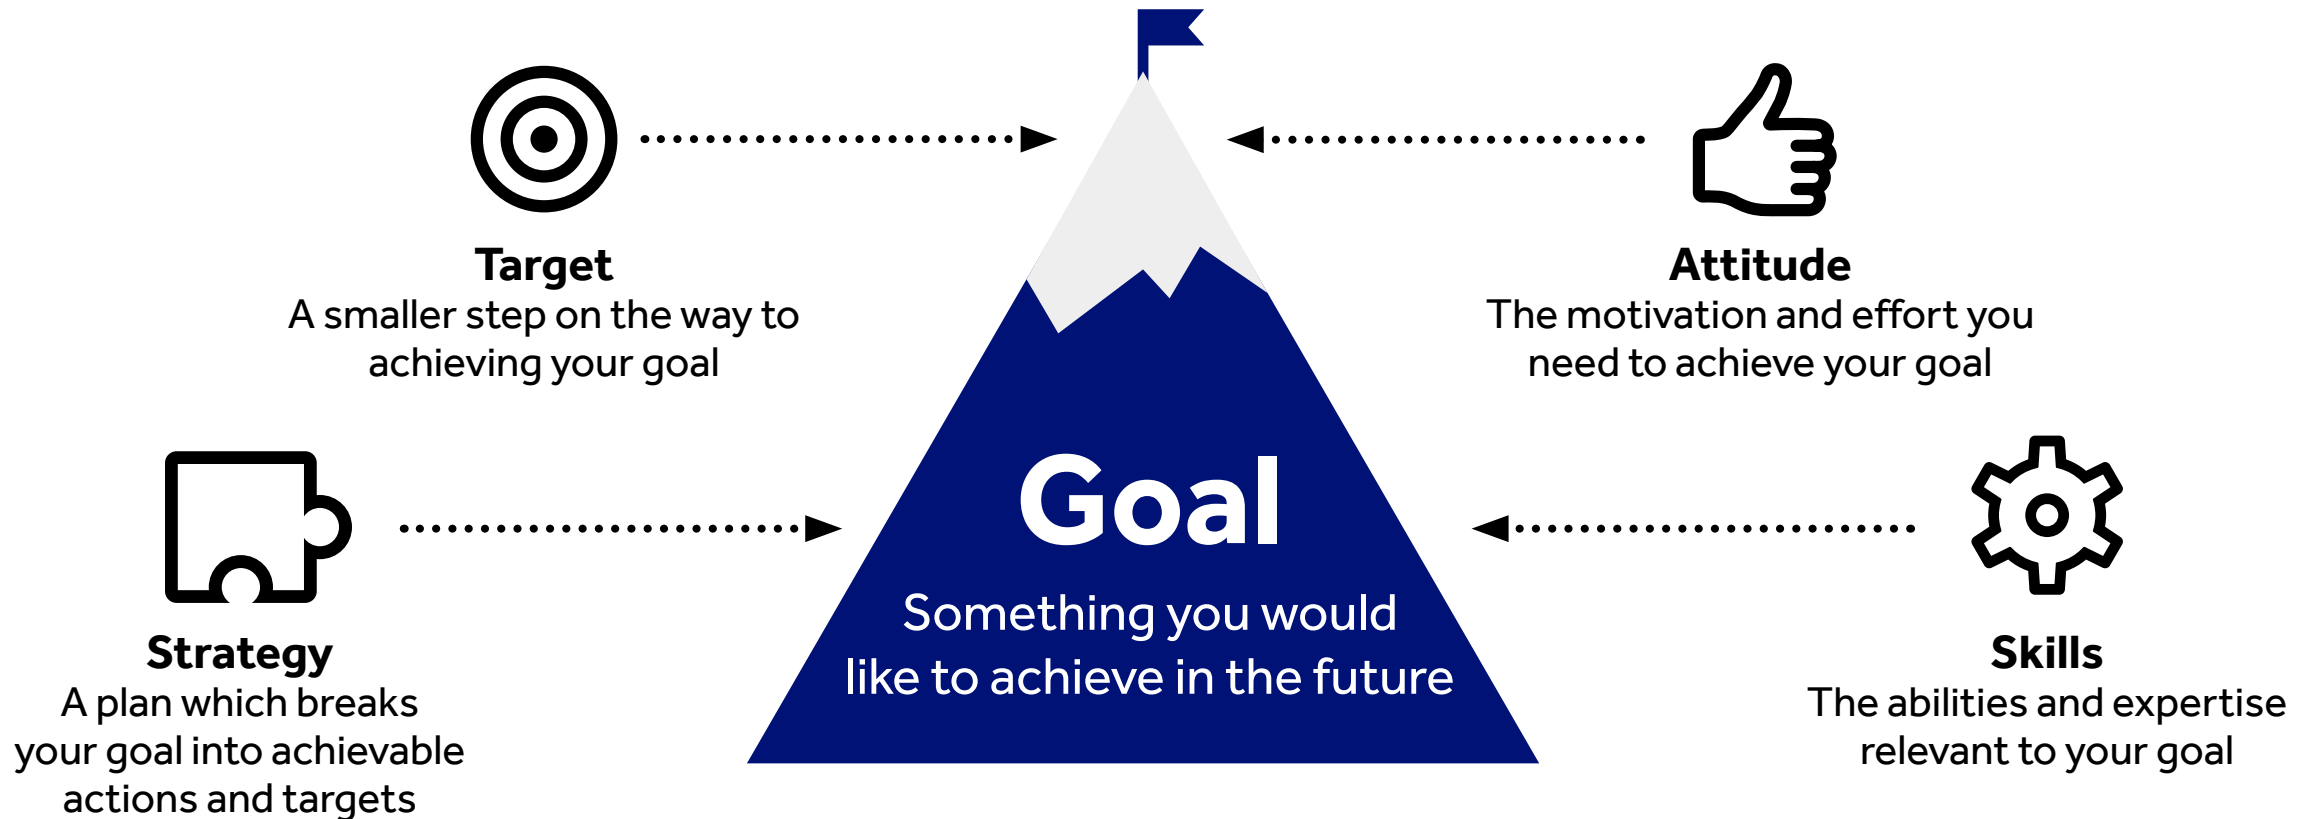 Target
A smaller step on the way to
achieving your goal
Attitude
The motivation and effort you
need to achieve your goal
Goal
Something you would
like to achieve in the future
Strategy
A plan which breaks
your goal into achievable
actions and targets
Skills
The abilities and expertise
relevant to your goal